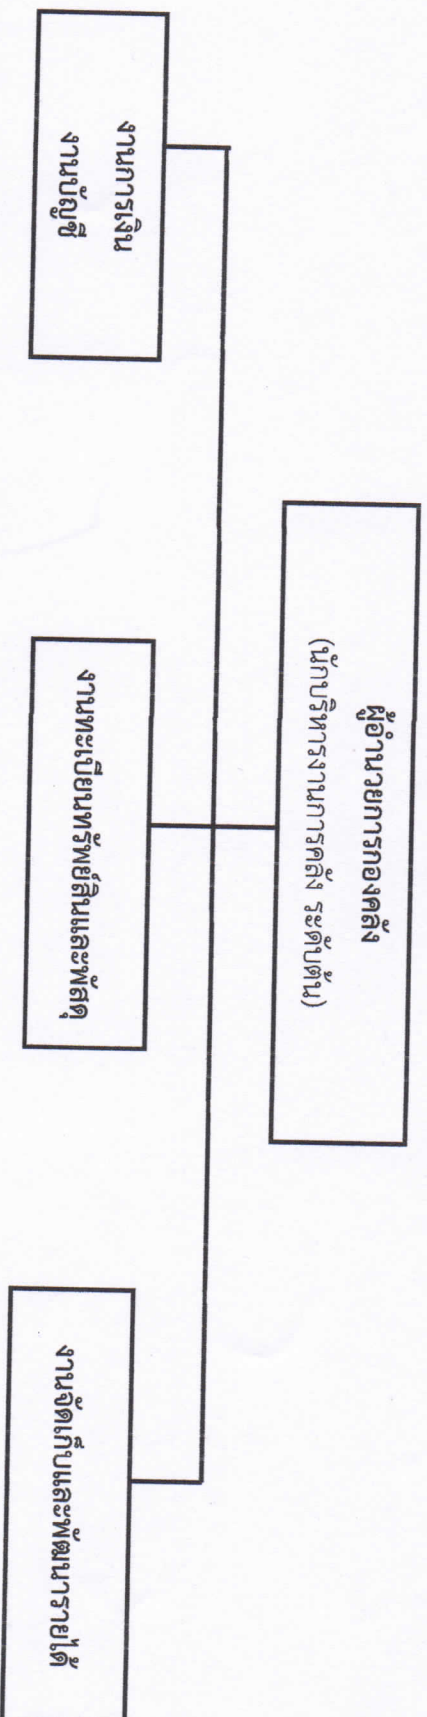 ผู้อำนวยการกองคลัง
(นักบริหารงานการคลัง ระดับต้น)
งานการเงิน
งานบัญชี
งานทะเบียนทรัพย์สินและพัสดุ
งานจัดเก็บและพัฒนารายได้